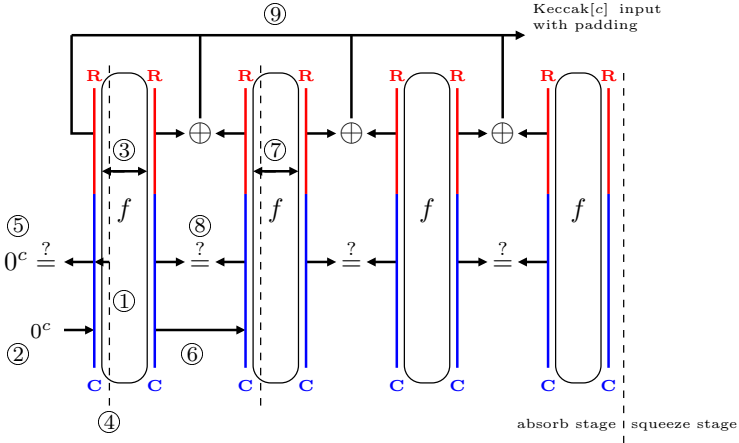 ⑨
Keccak[c] input
with padding
R R R R R R R R
⊕ ⊕ ⊕
③ ⑦
f f f f
⑤ ⑧
0^c ?= ?= ?= ?=
①
0^c
② ⑥
C C C C C C C C
④
absorb stage squeeze stage